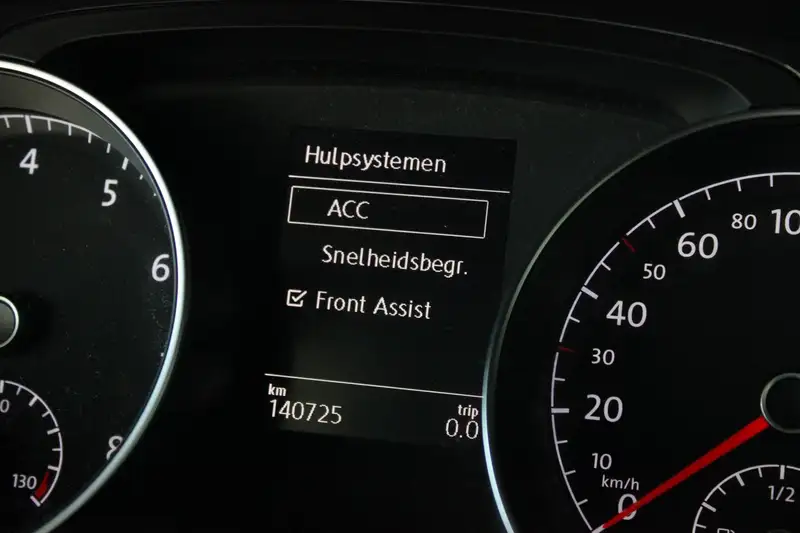 Hulpsystemen
ACC
Snelheidsbegr.
Front Assist
km
140725
trip
0.0
4
5
6
8
130
0
10
20
30
40
50
60
80
km/h
1/2